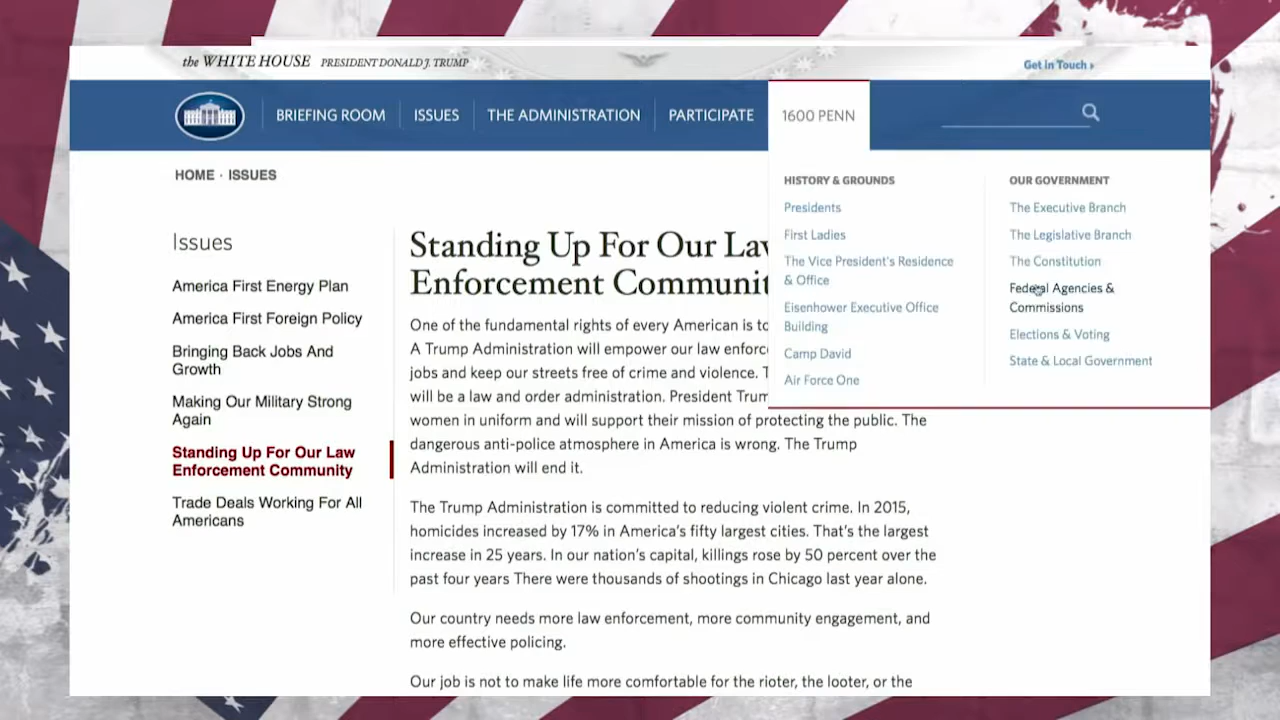 the WHITE HOUSE PRESIDENT DONALD J. TRUMP
Get in Touch
BRIEFING ROOM
ISSUES
THE ADMINISTRATION
PARTICIPATE
1600 PENN
HOME · ISSUES
Issues
America First Energy Plan
America First Foreign Policy
Bringing Back Jobs And
Growth
Making Our Military Strong
Again
Standing Up For Our Law
Enforcement Community
Trade Deals Working For All
Americans
Standing Up For Our Law
Enforcement
One of the fundamental rights of every American is to
A Trump Administration will empower our law
jobs and keep our streets free of crime and violence.
will be a law and order administration. President
women in uniform and will support their mission of protecting the public. The
dangerous anti-police atmosphere in America is wrong. The Trump
Administration will end it.
The Trump Administration is committed to reducing violent crime. In 2015,
homicides increased by 17% in America's fifty largest cities. That's the largest
increase in 25 years. In our nation's capital, killings rose by 50 percent over the
past four years There were thousands of shootings in Chicago last year alone.
Our country needs more law enforcement, more community engagement, and
more effective policing.
Our job is not to make life more comfortable for the rioter, the looter, or the
HISTORY & GROUNDS
Presidents
First Ladies
The Vice President's Residence
& Office
Eisenhower Executive Office
Building
Camp David
Air Force One
OUR GOVERNMENT
The Executive Branch
The Legislative Branch
The Constitution
Federal Agencies &
Commissions
Elections & Voting
State & Local Government